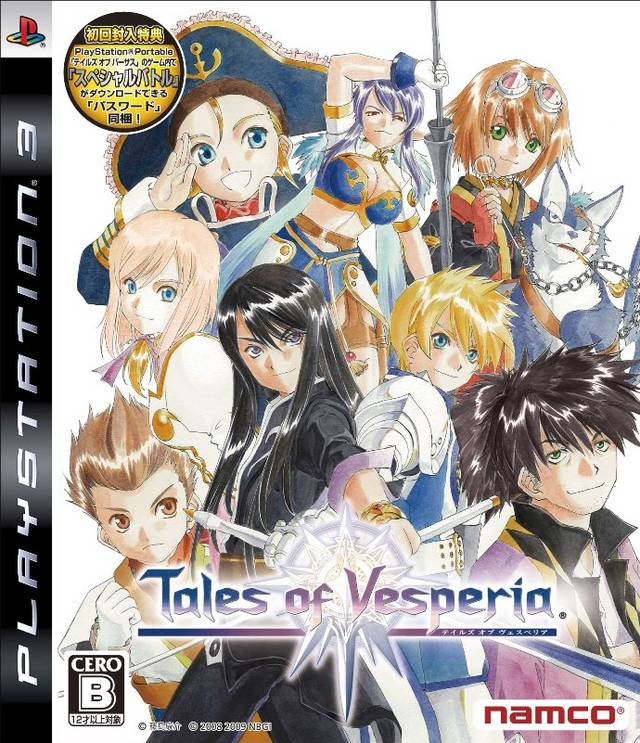 初回封入特典
PlayStation®Portable
「テイルズ オブ バーサス」のゲーム内で
『スペシャルバトル』
がダウンロードできる
「パスワード」
同梱！
PLAYSTATION®3
Tales of Vesperia®
テイルズ オブ ヴェスペリア
CERO
B
12才以上対象
© 2008 2009 NBGI
namco®